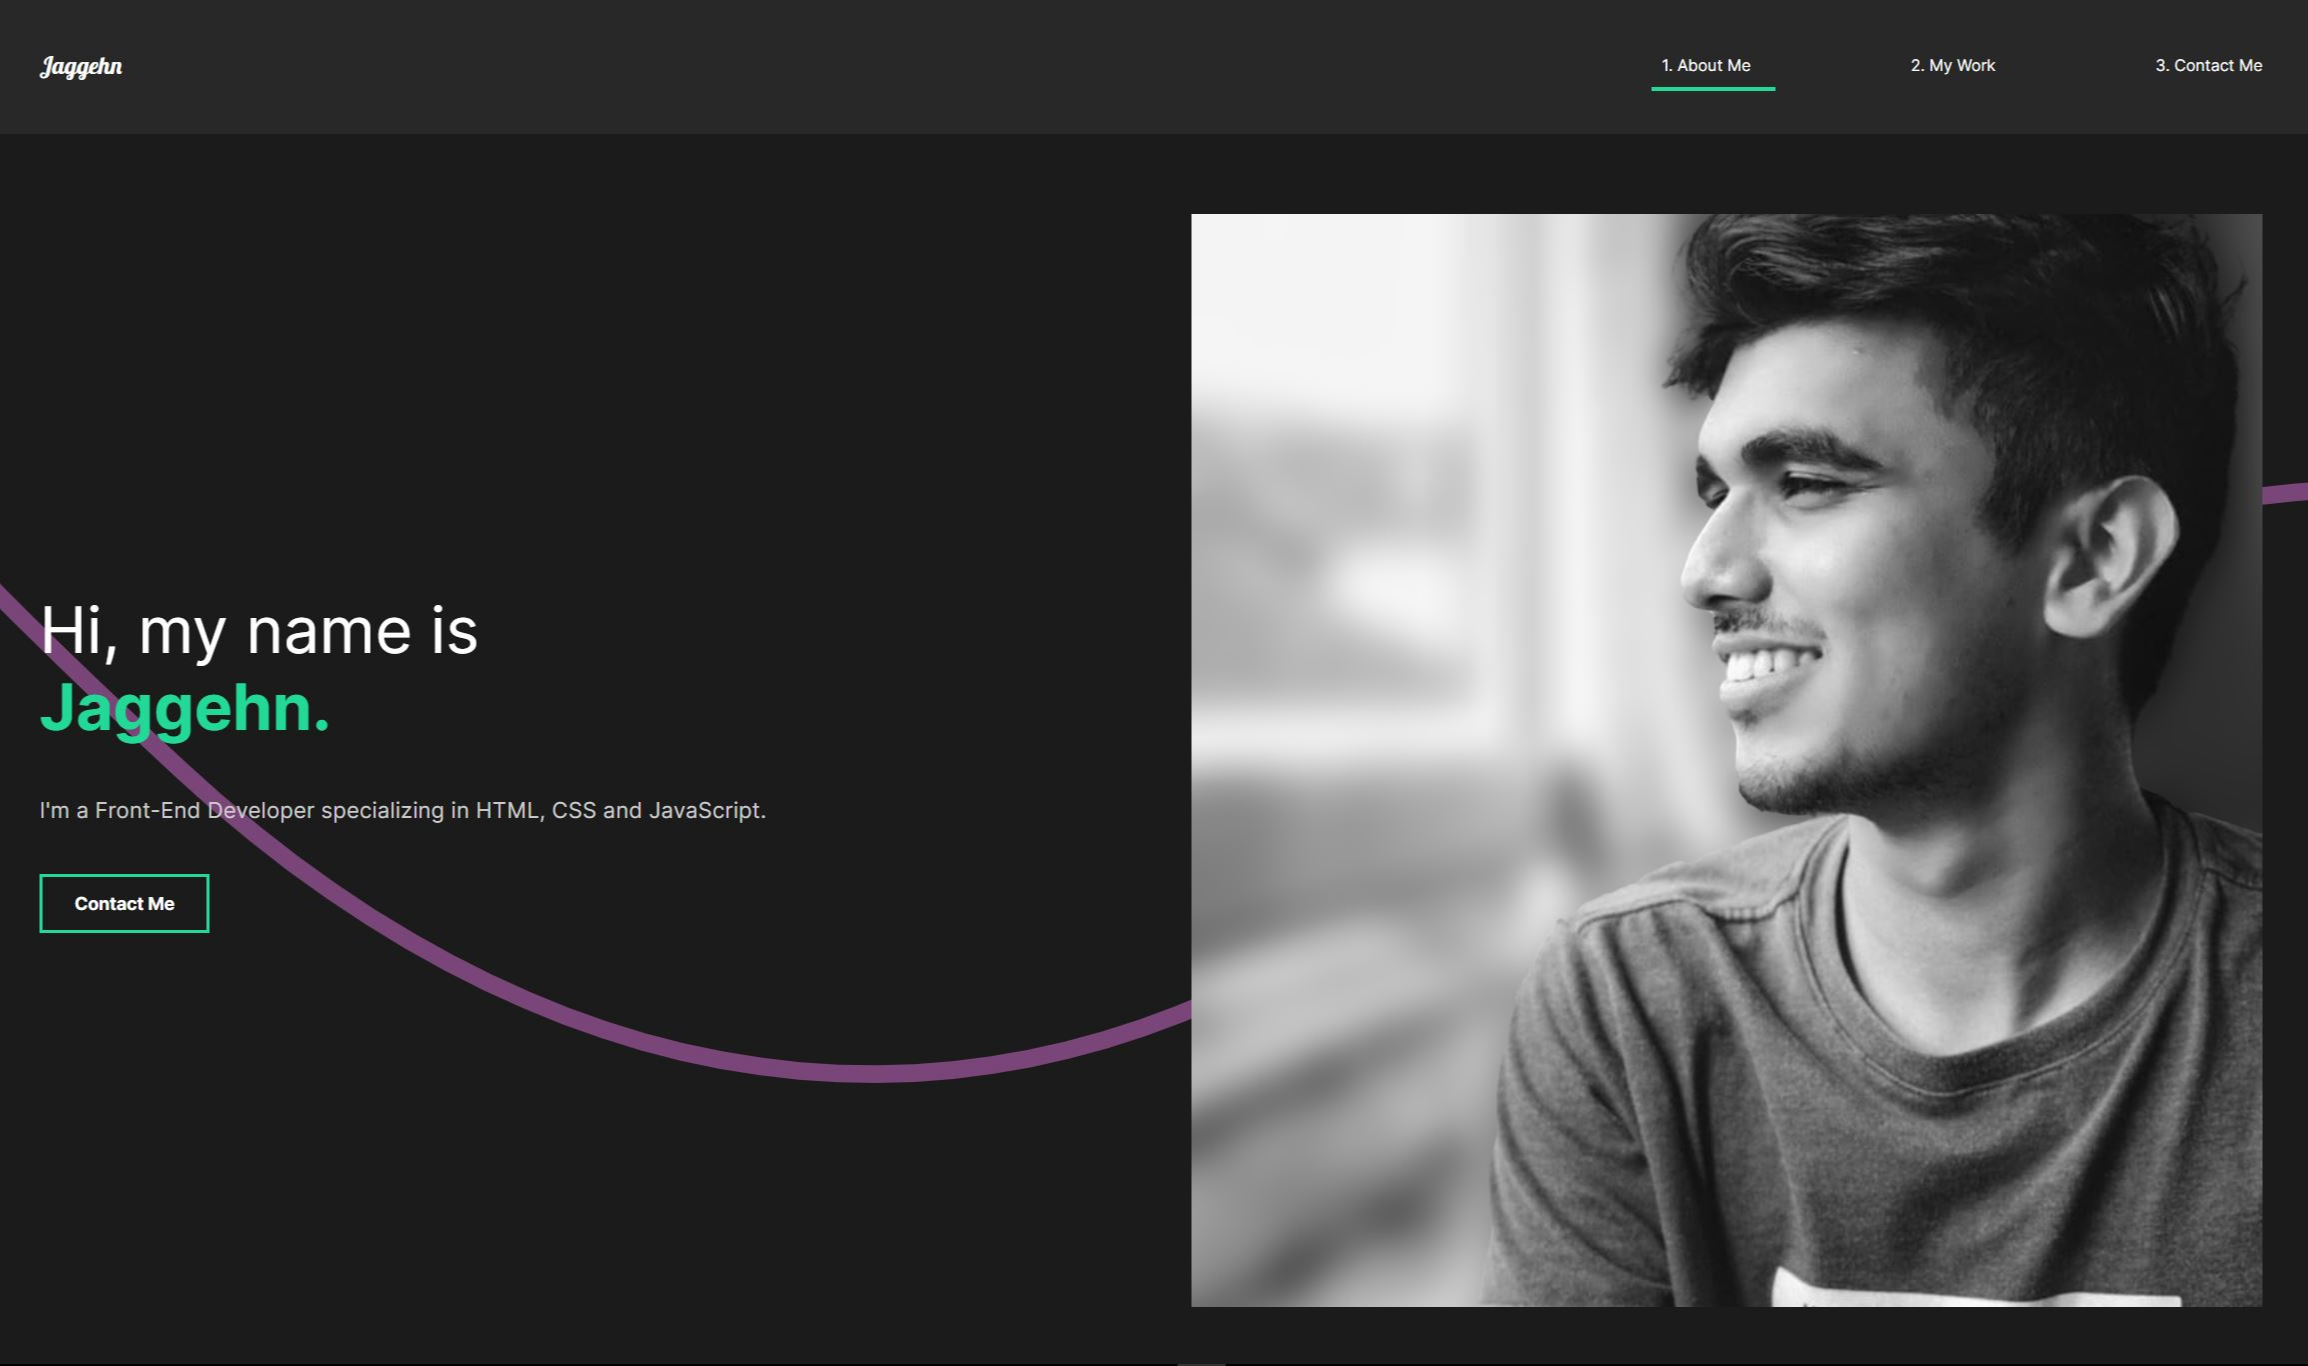 Jaggehn
1. About Me
2. My Work
3. Contact Me
Hi, my name is
Jaggehn.
I'm a Front-End Developer specializing in HTML, CSS and JavaScript.
Contact Me